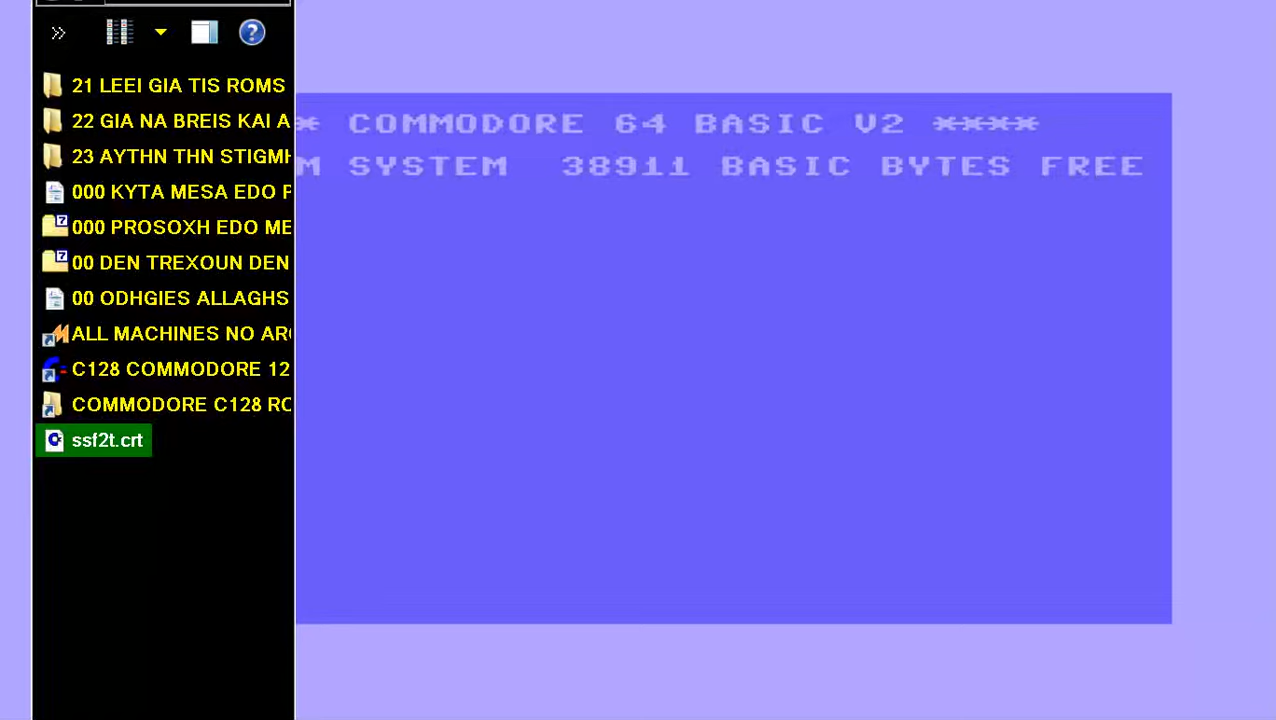 »
?
21 LEEI GIA TIS ROMS
22 GIA NA BREIS KAI A
23 AYTHN THN STIGMH
000 KYTA MESA EDO
000 PROSOXH EDO ME
00 DEN TREXOUN DEN
00 ODHGIES ALLAGHS
ALL MACHINES NO AR
C128 COMMODORE 12
COMMODORE C128 RO
ssf2t.crt
* COMMODORE 64 BASIC V2 ****
M SYSTEM 38911 BASIC BYTES FREE